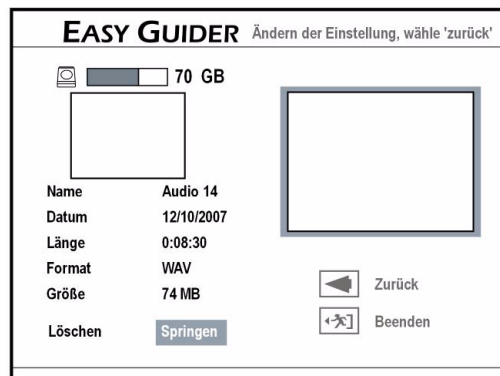 EASY GUIDER Ändern der Einstellung, wähle 'zurück'
70 GB
Name Audio 14
Datum 12/10/2007
Länge 0:08:30
Format WAV
Größe 74 MB
Löschen Springen
Zurück
Beenden